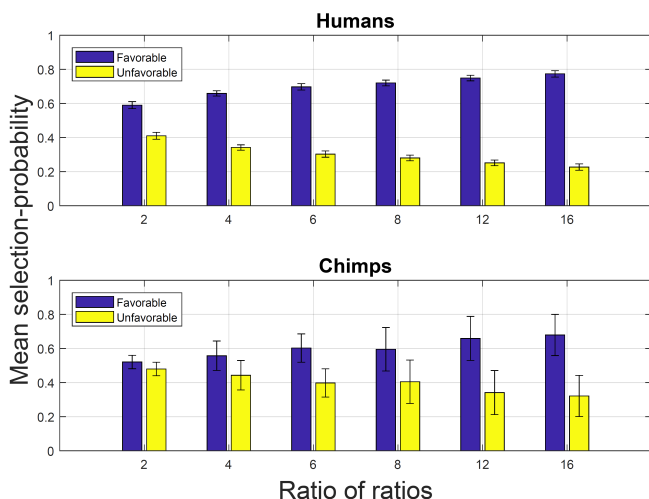 Humans
1
0.8
0.6
0.4
0.2
0
Favorable
Unfavorable
2 4 6 8 12 16
Mean selection-probability
Chimps
1
0.8
0.6
0.4
0.2
0
Favorable
Unfavorable
2 4 6 8 12 16
Ratio of ratios